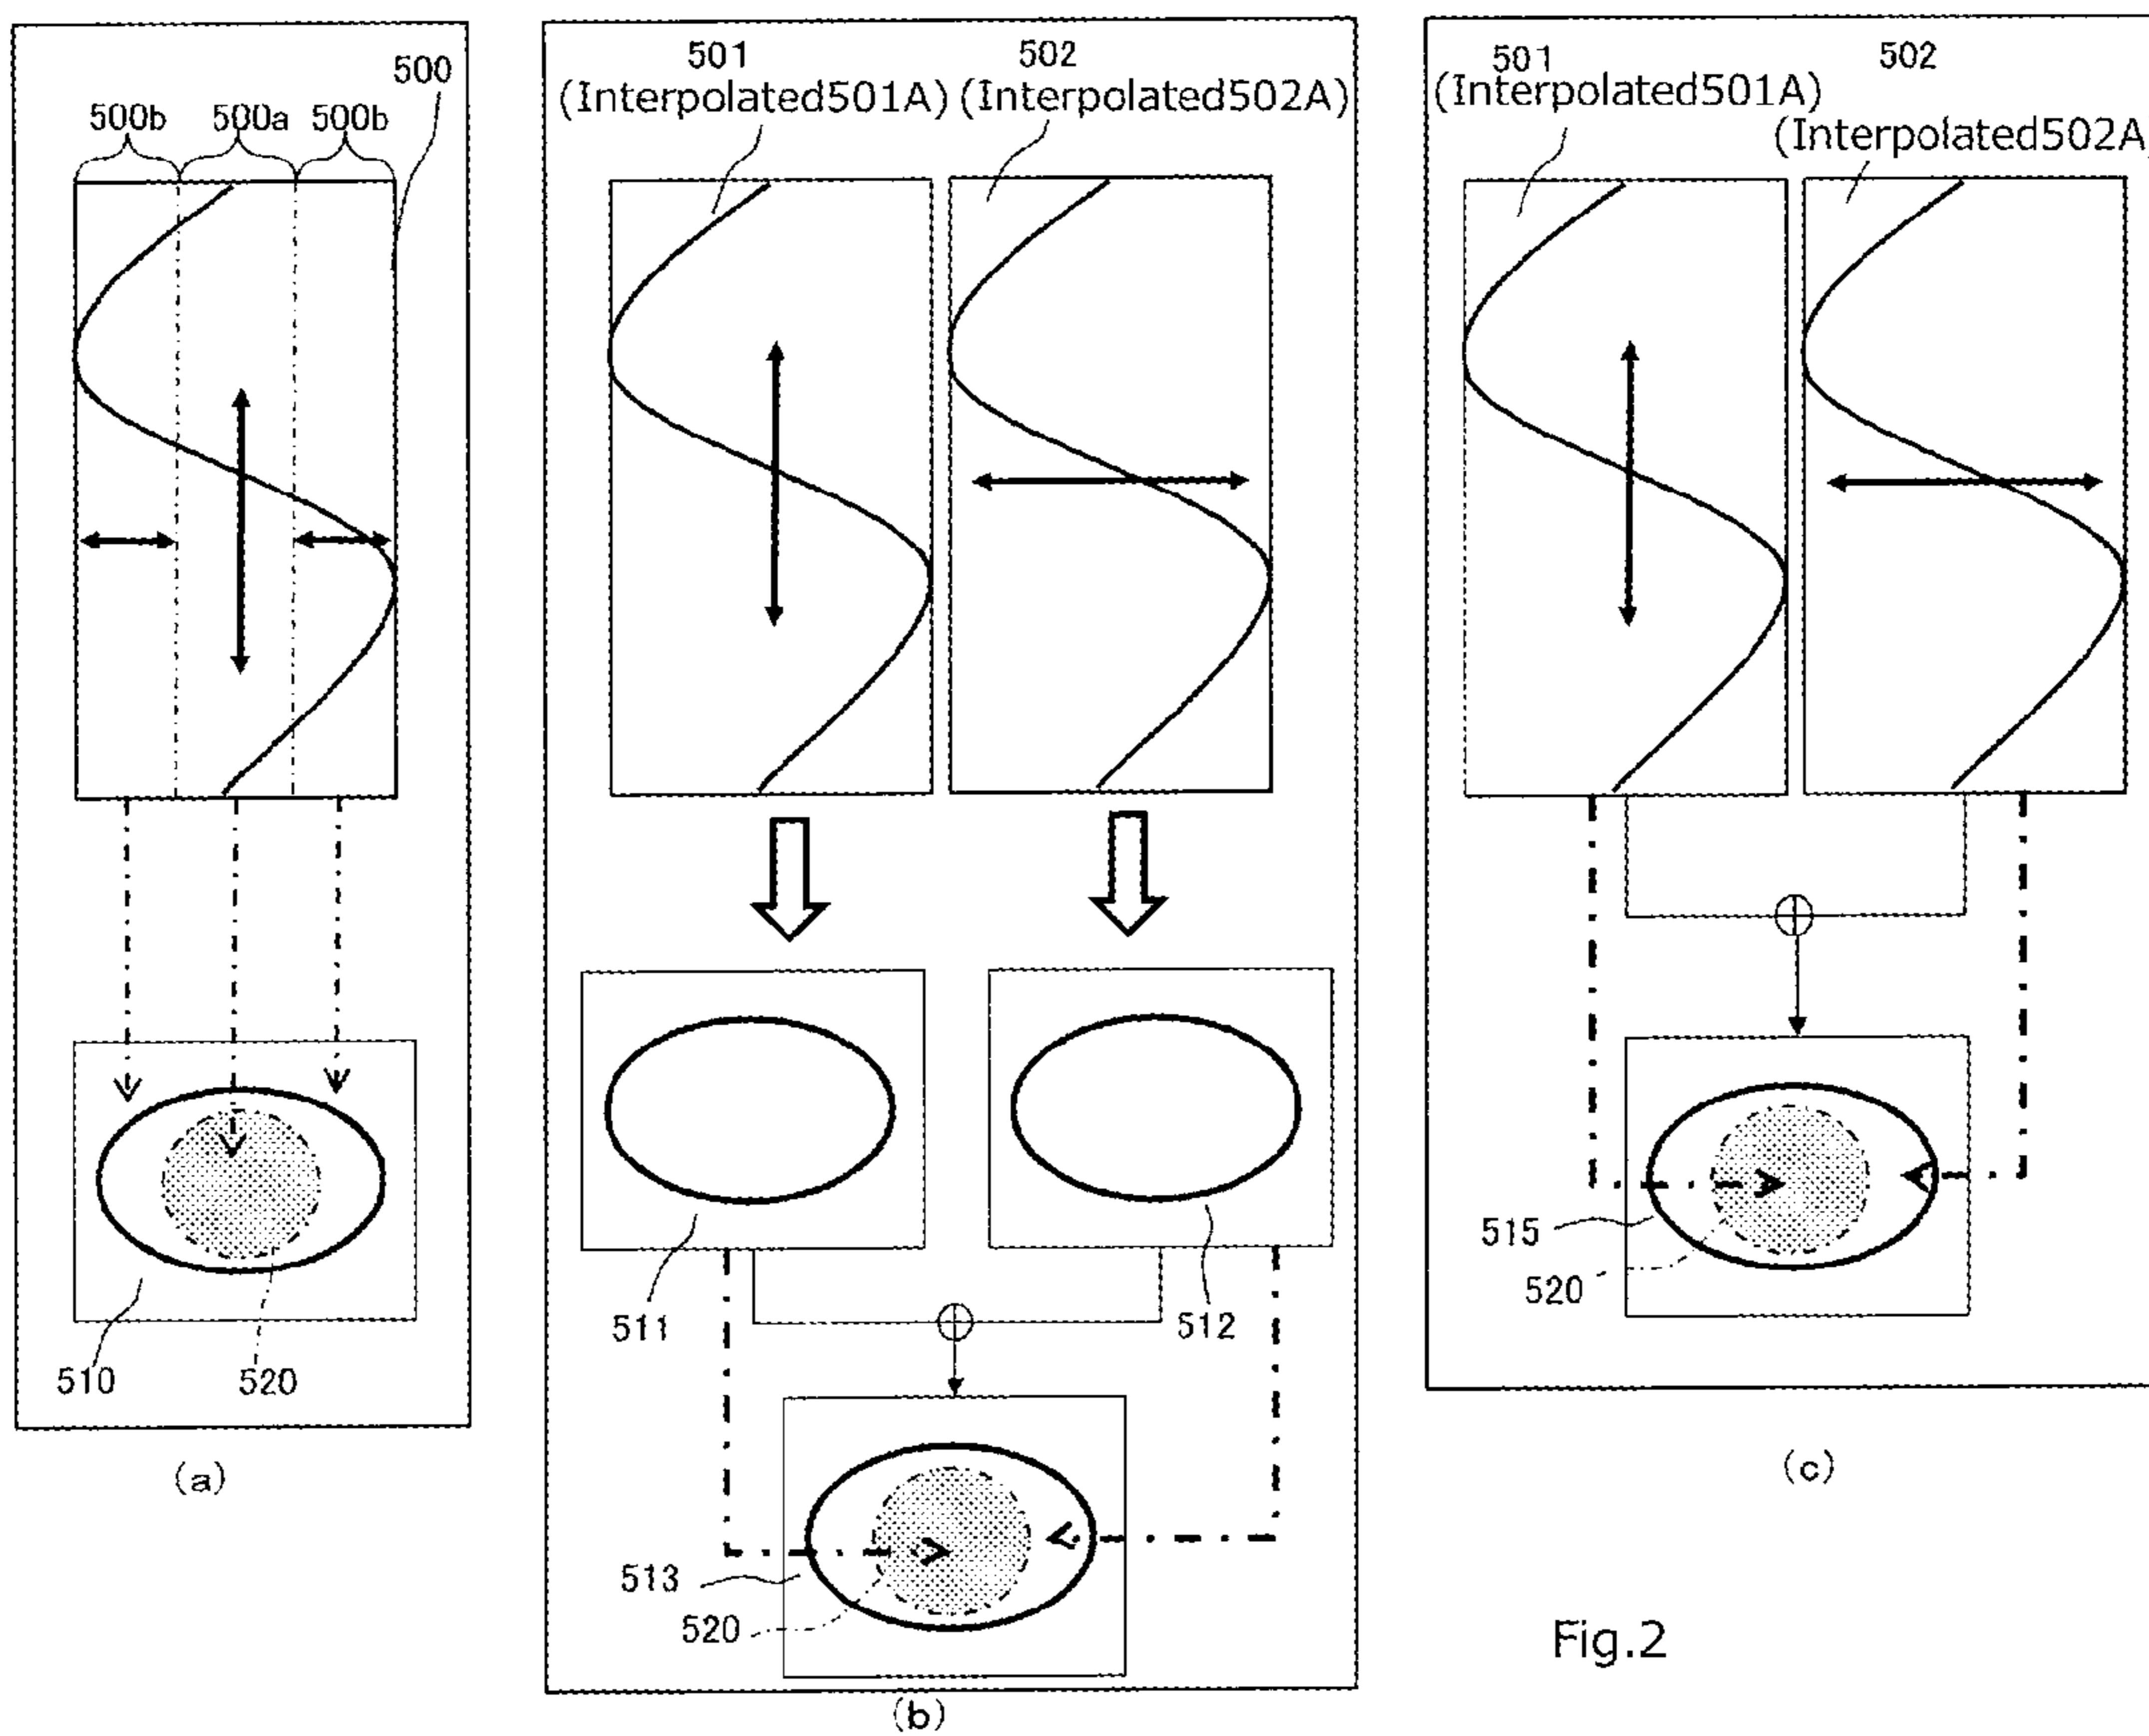 500
500b 500a 500b
510
520
(a)
501
(Interpolated501A)
502
(Interpolated502A)
511
512
513
520
(b)
501
(Interpolated501A)
502
(Interpolated502A
515
520
(c)
Fig.2